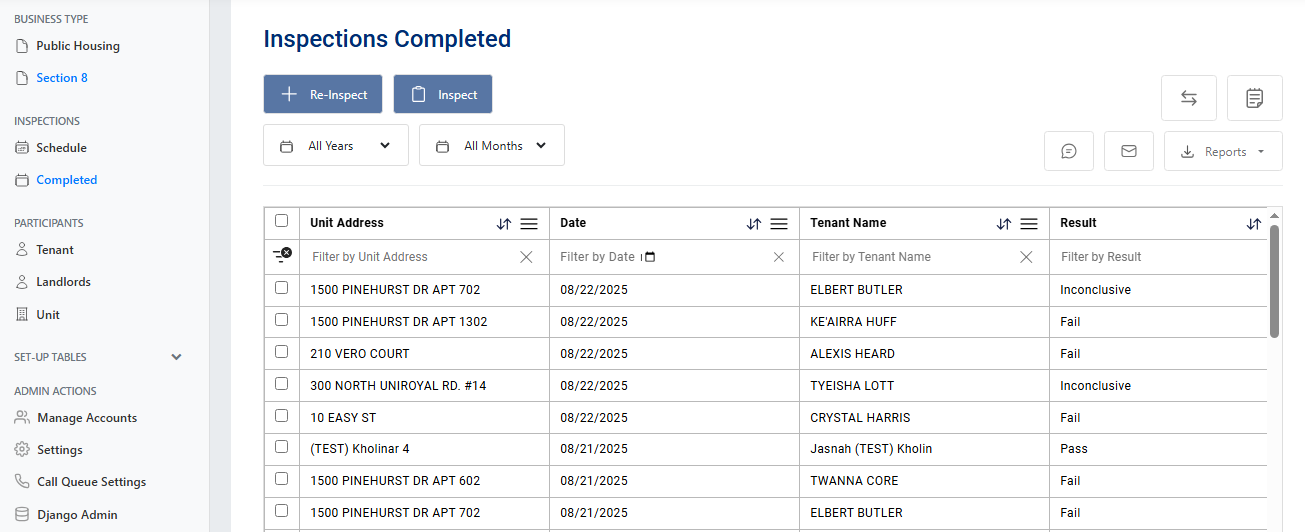 BUSINESS TYPE
Public Housing
Section 8
INSPECTIONS
Schedule
Completed
PARTICIPANTS
Tenant
Landlords
Unit
SET-UP TABLES
ADMIN ACTIONS
Manage Accounts
Settings
Call Queue Settings
Django Admin
Inspections Completed
Re-Inspect Inspect
All Years All Months
Reports
Unit Address Date Tenant Name Result
Filter by Unit Address Filter by Date Filter by Tenant Name Filter by Result
1500 PINEHURST DR APT 702 08/22/2025 ELBERT BUTLER Inconclusive
1500 PINEHURST DR APT 1302 08/22/2025 KE'AIRRA HUFF Fail
210 VERO COURT 08/22/2025 ALEXIS HEARD Fail
300 NORTH UNIROYAL RD. #14 08/22/2025 TYEISHA LOTT Inconclusive
10 EASY ST 08/22/2025 CRYSTAL HARRIS Fail
(TEST) Kholinar 4 08/21/2025 Jasnah (TEST) Kholin Pass
1500 PINEHURST DR APT 602 08/21/2025 TWANNA CORE Fail
1500 PINEHURST DR APT 702 08/21/2025 ELBERT BUTLER Fail